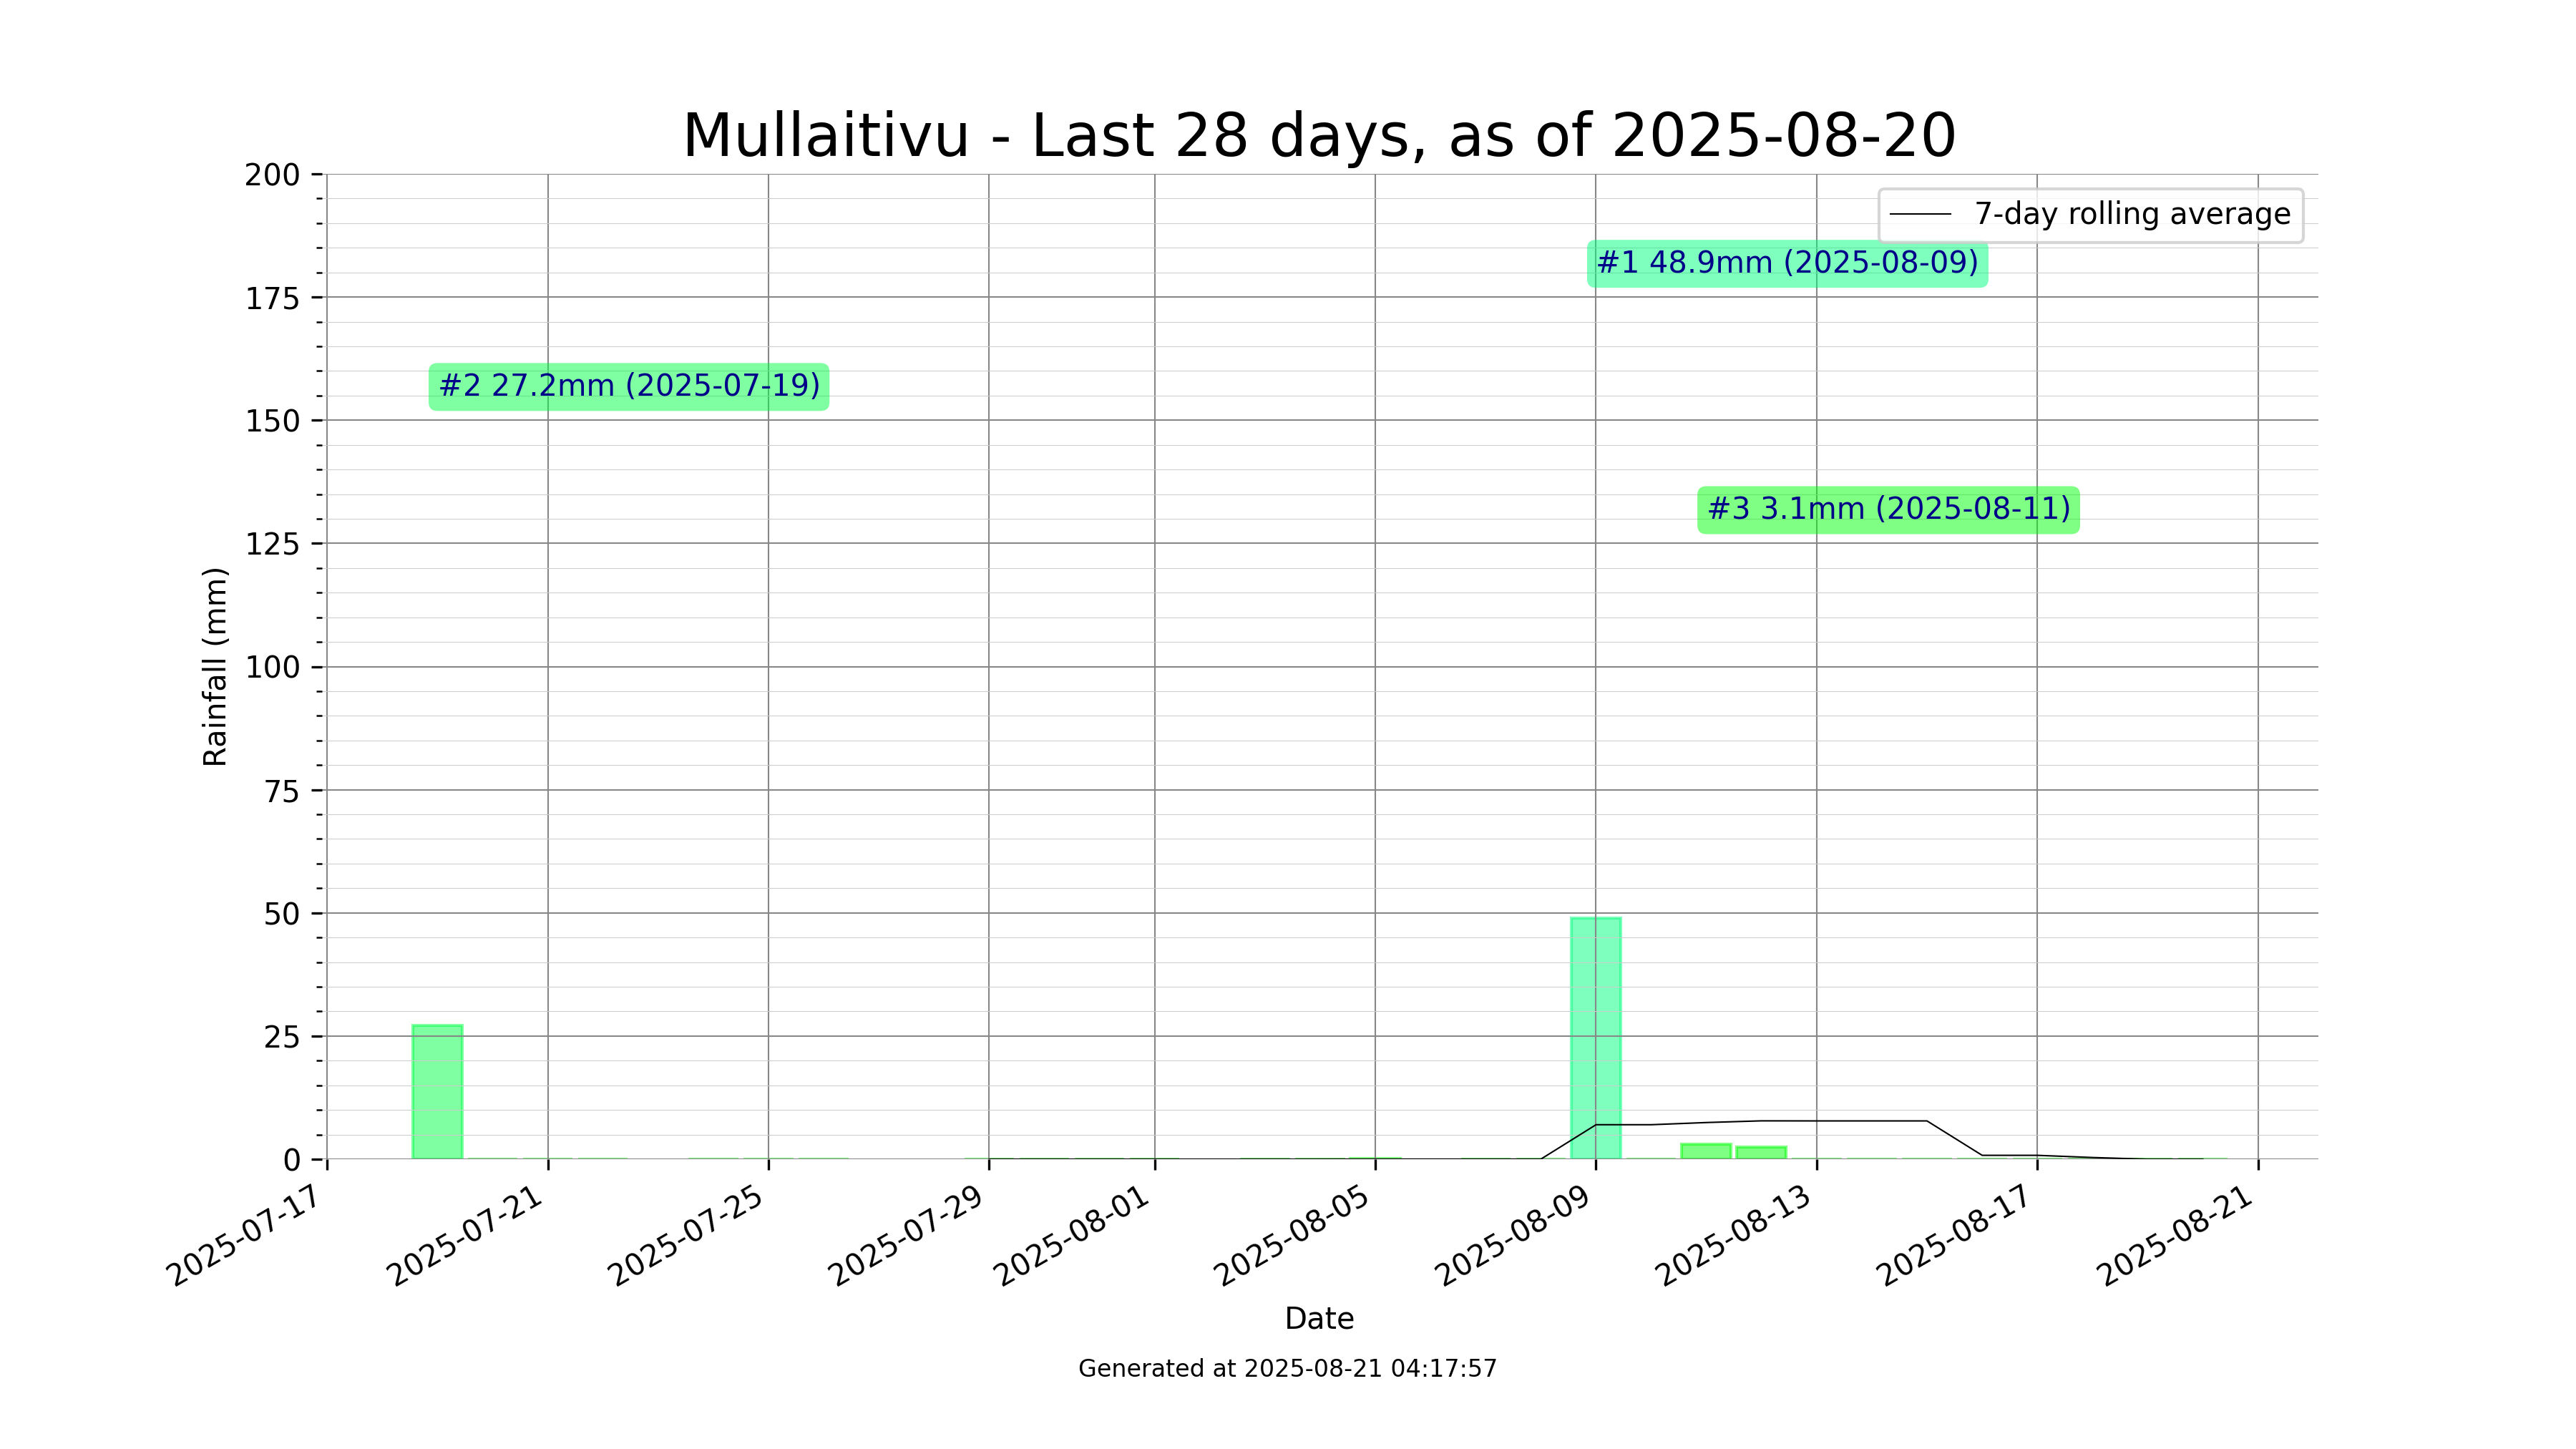 Mullaitivu - Last 28 days, as of 2025-08-20
200
175
150
125
100
75
50
25
0
Rainfall (mm)
7-day rolling average
#1 48.9mm (2025-08-09)
#2 27.2mm (2025-07-19)
#3 3.1mm (2025-08-11)
2025-07-17
2025-07-21
2025-07-25
2025-07-29
2025-08-01
2025-08-05
2025-08-09
2025-08-13
2025-08-17
2025-08-21
Date
Generated at 2025-08-21 04:17:57